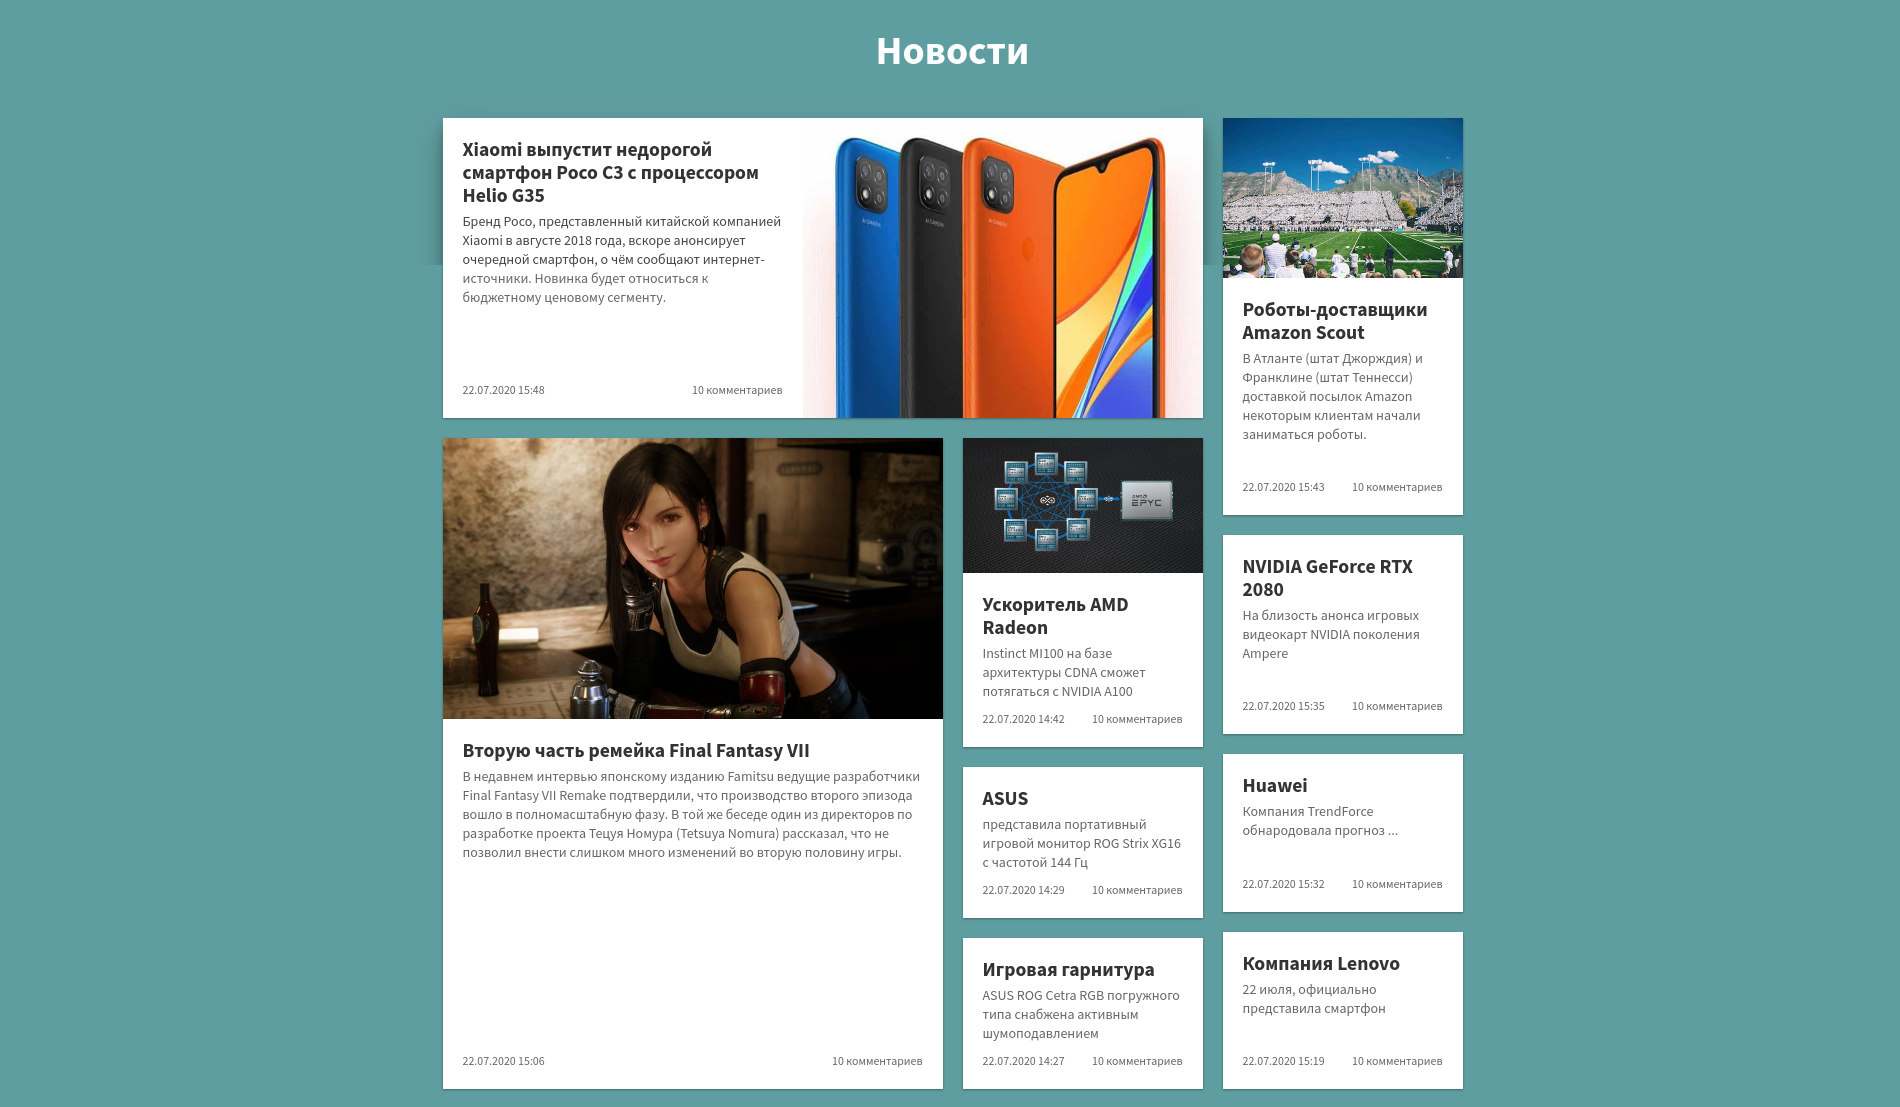 Новости
Xiaomi выпустит недорогой
смартфон Poco C3 с процессором
Helio G35
Бренд Poco, представленный китайской компанией
Xiaomi в августе 2018 года, вскоре анонсирует
очередной смартфон, о чём сообщают интернет-
источники. Новинка будет относиться к
бюджетному ценовому сегменту.
22.07.2020 15:48
10 комментариев
AI CAMERA
AI CAMERA
AI CAMERA
Роботы-доставщики
Amazon Scout
В Атланте (штат Джорждия) и
Франклине (штат Теннесси)
доставкой посылок Amazon
некоторым клиентам начали
заниматься роботы.
22.07.2020 15:43
10 комментариев
Вторую часть ремейка Final Fantasy VII
В недавнем интервью японскому изданию Famitsu ведущие разработчики
Final Fantasy VII Remake подтвердили, что производство второго эпизода
вошло в полномасштабную фазу. В той же беседе один из директоров по
разработке проекта Тецуя Номура (Tetsuya Nomura) рассказал, что не
позволил внести слишком много изменений во вторую половину игры.
22.07.2020 15:06
10 комментариев
AMD
EPYC
Ускоритель AMD
Radeon
Instinct MI100 на базе
архитектуры CDNA сможет
потягаться с NVIDIA A100
22.07.2020 14:42
10 комментариев
ASUS
представила портативный
игровой монитор ROG Strix XG16
с частотой 144 Гц
22.07.2020 14:29
10 комментариев
Игровая гарнитура
ASUS ROG Cetra RGB погружного
типа снабжена активным
шумоподавлением
22.07.2020 14:27
10 комментариев
NVIDIA GeForce RTX
2080
На близость анонса игровых
видеокарт NVIDIA поколения
Ampere
22.07.2020 15:35
10 комментариев
Huawei
Компания TrendForce
обнародовала прогноз ...
22.07.2020 15:32
10 комментариев
Компания Lenovo
22 июля, официально
представила смартфон
22.07.2020 15:19
10 комментариев